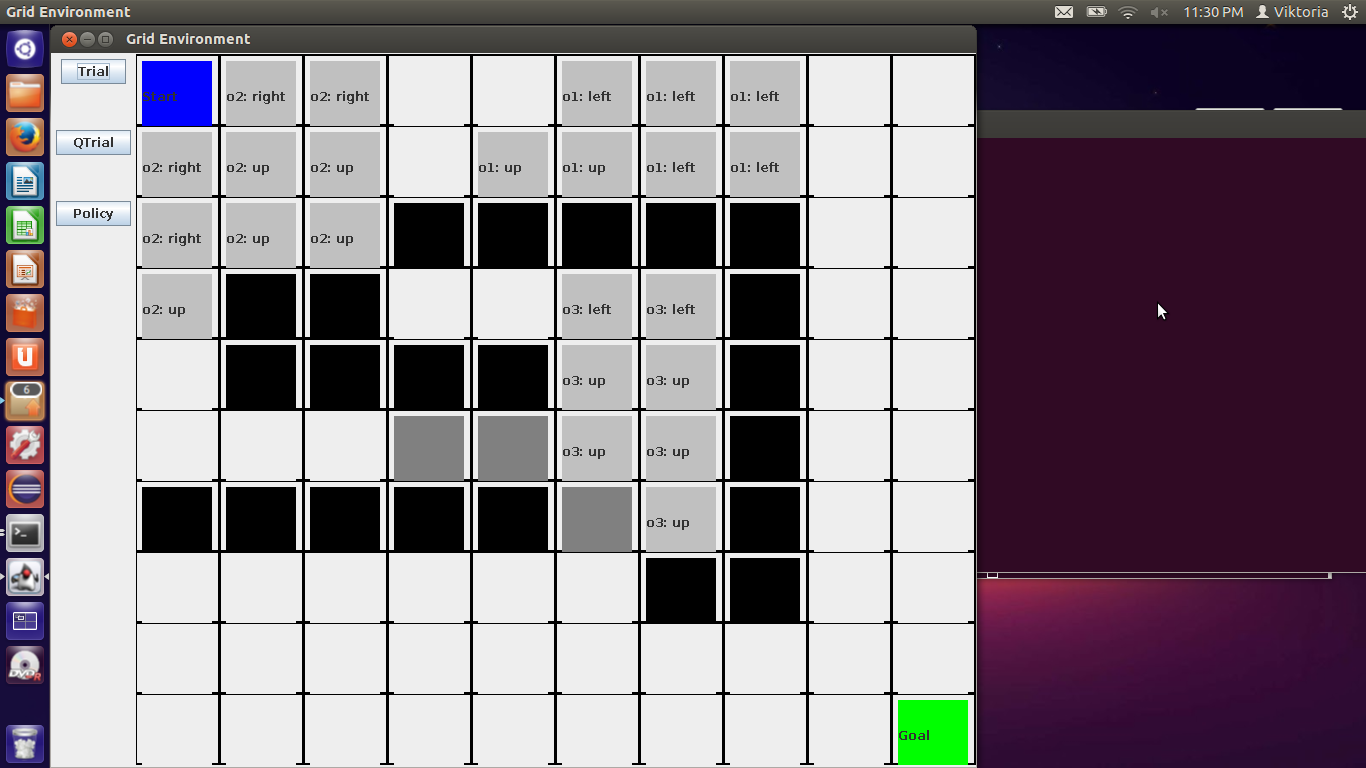 Grid Environment 11:30 PM Viktoria
Grid Environment
Trial
Start o2: right o2: right o1: left o1: left o1: left
QTrial
o2: right o2: up o2: up o1: up o1: up o1: left o1: left
Policy
o2: right o2: up o2: up
o2: up o3: left o3: left
o3: up o3: up
o3: up o3: up
o3: up
Goal
6
DVD R